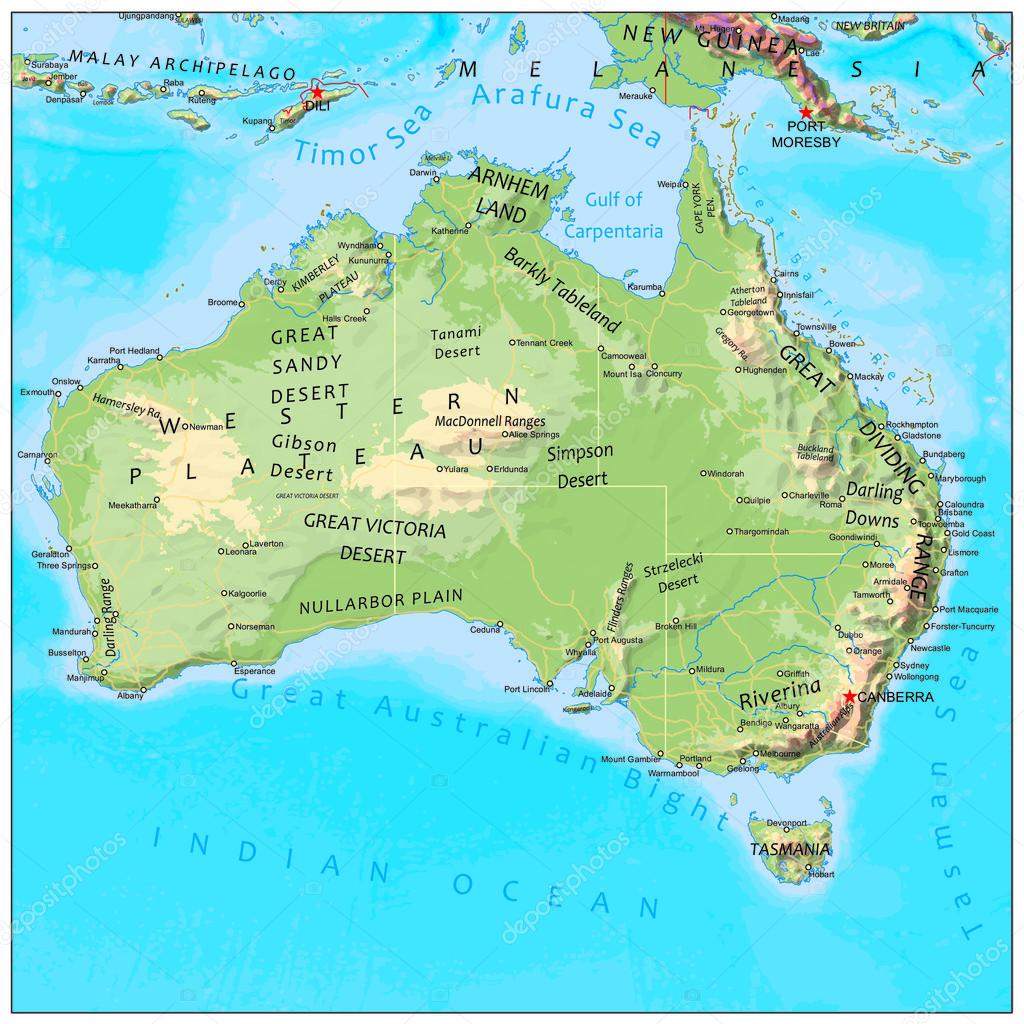 Ujungpandang
SULAWESI
Madang
NEW BRITAIN
Mt. Hagen
NEW GUINEA
Lae
Surabaya
MALAY ARCHIPELAGO
MELANESIA
Java
Jember
Raba
Denpasar
Lombok
Ruteng
DILI
Merauke
Arafura Sea
Kupang
Timor
PORT
MORESBY
Timor Sea
Melville I.
Darwin
ARNHEM
LAND
Weipa
CAPE YORK
PEN.
Gulf of
Carpentaria
Great Barrier Reef
Katherine
Wyndham
Kununurra
KIMBERLEY
PLATEAU
Derby
Barkly Tableland
Cairns
Karumba
Atherton
Tableland
Innisfail
Broome
Georgetown
Halls Creek
GREAT
SANDY
DESERT
Tanami
Desert
Gregory Ra.
Townsville
Bowen
Tennant Creek
Port Hedland
Karratha
Camooweal
Mount Isa
Cloncurry
Hughenden
GREAT
DIVIDING
RANGE
Mackay
Onslow
Exmouth
Hamersley Ra.
Newman
WESTERN
PLATEAU
MacDonnell Ranges
Alice Springs
Rockhampton
Gladstone
Gibson
Desert
Simpson
Desert
Buckland
Tableland
Bundaberg
Carnarvon
Yulara
Erldunda
Windorah
Maryborough
Meekatharra
GREAT VICTORIA DESERT
Quilpie
Charleville
Roma
Darling
Downs
Caloundra
Brisbane
Toowoomba
Gold Coast
GREAT VICTORIA
DESERT
Thargomindah
Goondiwindi
Lismore
Geraldton
Three Springs
Laverton
Leonara
Strzelecki
Desert
Moree
Grafton
Armidale
Tamworth
Flinders Ranges
Kalgoorlie
NULLARBOR PLAIN
Darling Range
Port Macquarie
Norseman
Ceduna
Broken Hill
Dubbo
Forster-Tuncurry
Mandurah
Port Augusta
Whyalla
Orange
Newcastle
Busselton
Esperance
Mildura
Griffith
Sydney
Wollongong
Manjimup
Albany
Port Lincoln
Adelaide
Riverina
CANBERRA
Kangaroo I.
Albury
Wangaratta
Australian Alps
Bendigo
Great Australian Bight
Mount Gambier
Portland
Melbourne
Warrnambool
Geelong
Tasman Sea
Devonport
TASMANIA
Hobart
INDIAN OCEAN
depositphotos